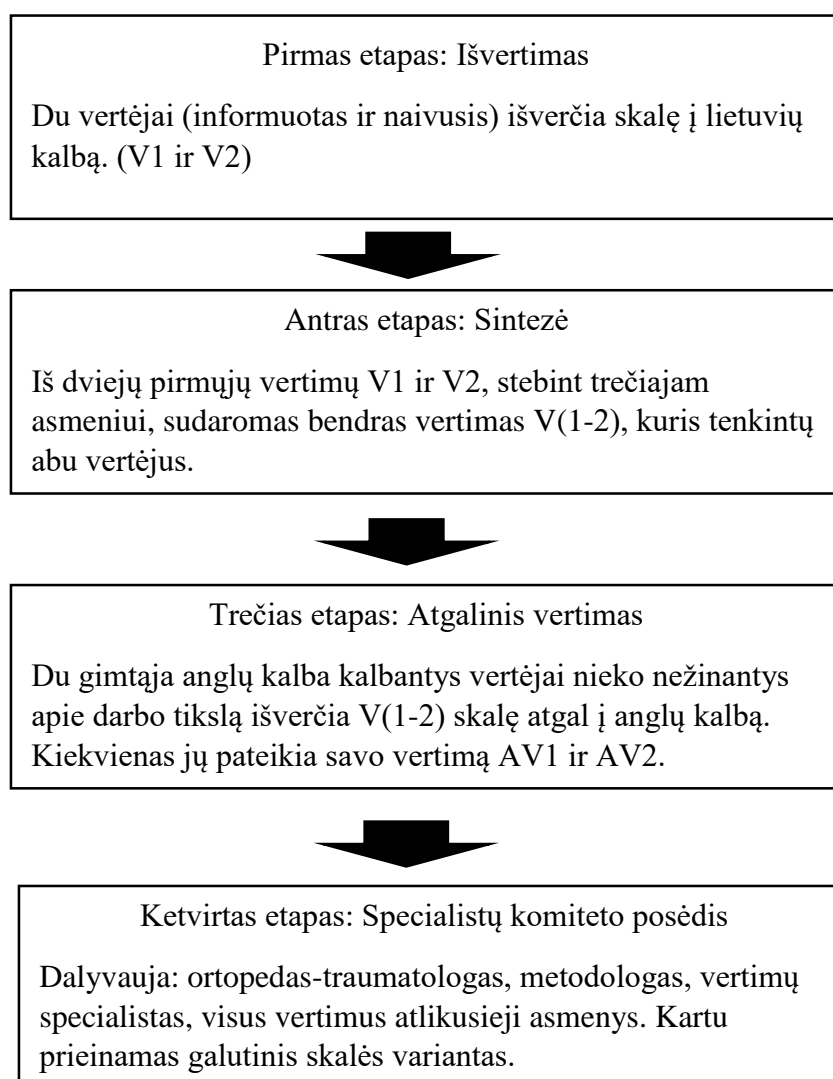 Pirmas etapas: Išvertimas
Du vertėjai (informuotas ir naivusis) išverčia skalę į lietuvių
kalbą. (V1 ir V2)
Antras etapas: Sintezė
Iš dviejų pirmųjų vertimų V1 ir V2, stebint trečiajam
asmeniui, sudaromas bendras vertimas V(1-2), kuris tenkintų
abu vertėjus.
Trečias etapas: Atgalinis vertimas
Du gimtąja anglų kalba kalbantys vertėjai nieko nežinantys
apie darbo tikslą išverčia V(1-2) skalę atgal į anglų kalbą.
Kiekvienas jų pateikia savo vertimą AV1 ir AV2.
Ketvirtas etapas: Specialistų komiteto posėdis
Dalyvauja: ortopedas-traumatologas, metodologas, vertimų
specialistas, visus vertimus atlikusieji asmenys. Kartu
prieinamas galutinis skalės variantas.